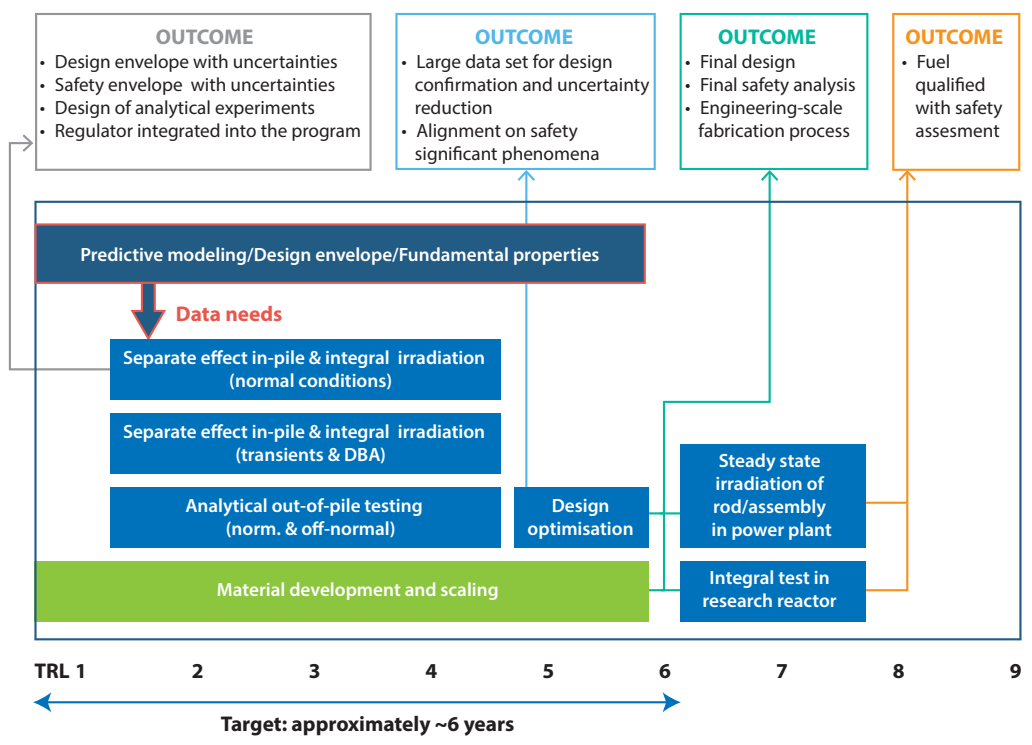 OUTCOME
• Design envelope with uncertainties
• Safety envelope with uncertainties
• Design of analytical experiments
• Regulator integrated into the program
OUTCOME
• Large data set for design
confirmation and uncertainty
reduction
• Alignment on safety
significant phenomena
OUTCOME
• Final design
• Final safety analysis
• Engineering-scale
fabrication process
OUTCOME
• Fuel
qualified
with safety
assesment
Predictive modeling/Design envelope/Fundamental properties
Data needs
Separate effect in-pile & integral irradiation
(normal conditions)
Separate effect in-pile & integral irradiation
(transients & DBA)
Analytical out-of-pile testing
(norm. & off-normal)
Design
optimisation
Steady state
irradiation of
rod/assembly
in power plant
Material development and scaling
Integral test in
research reactor
TRL 1 2 3 4 5 6 7 8 9
Target: approximately ~6 years